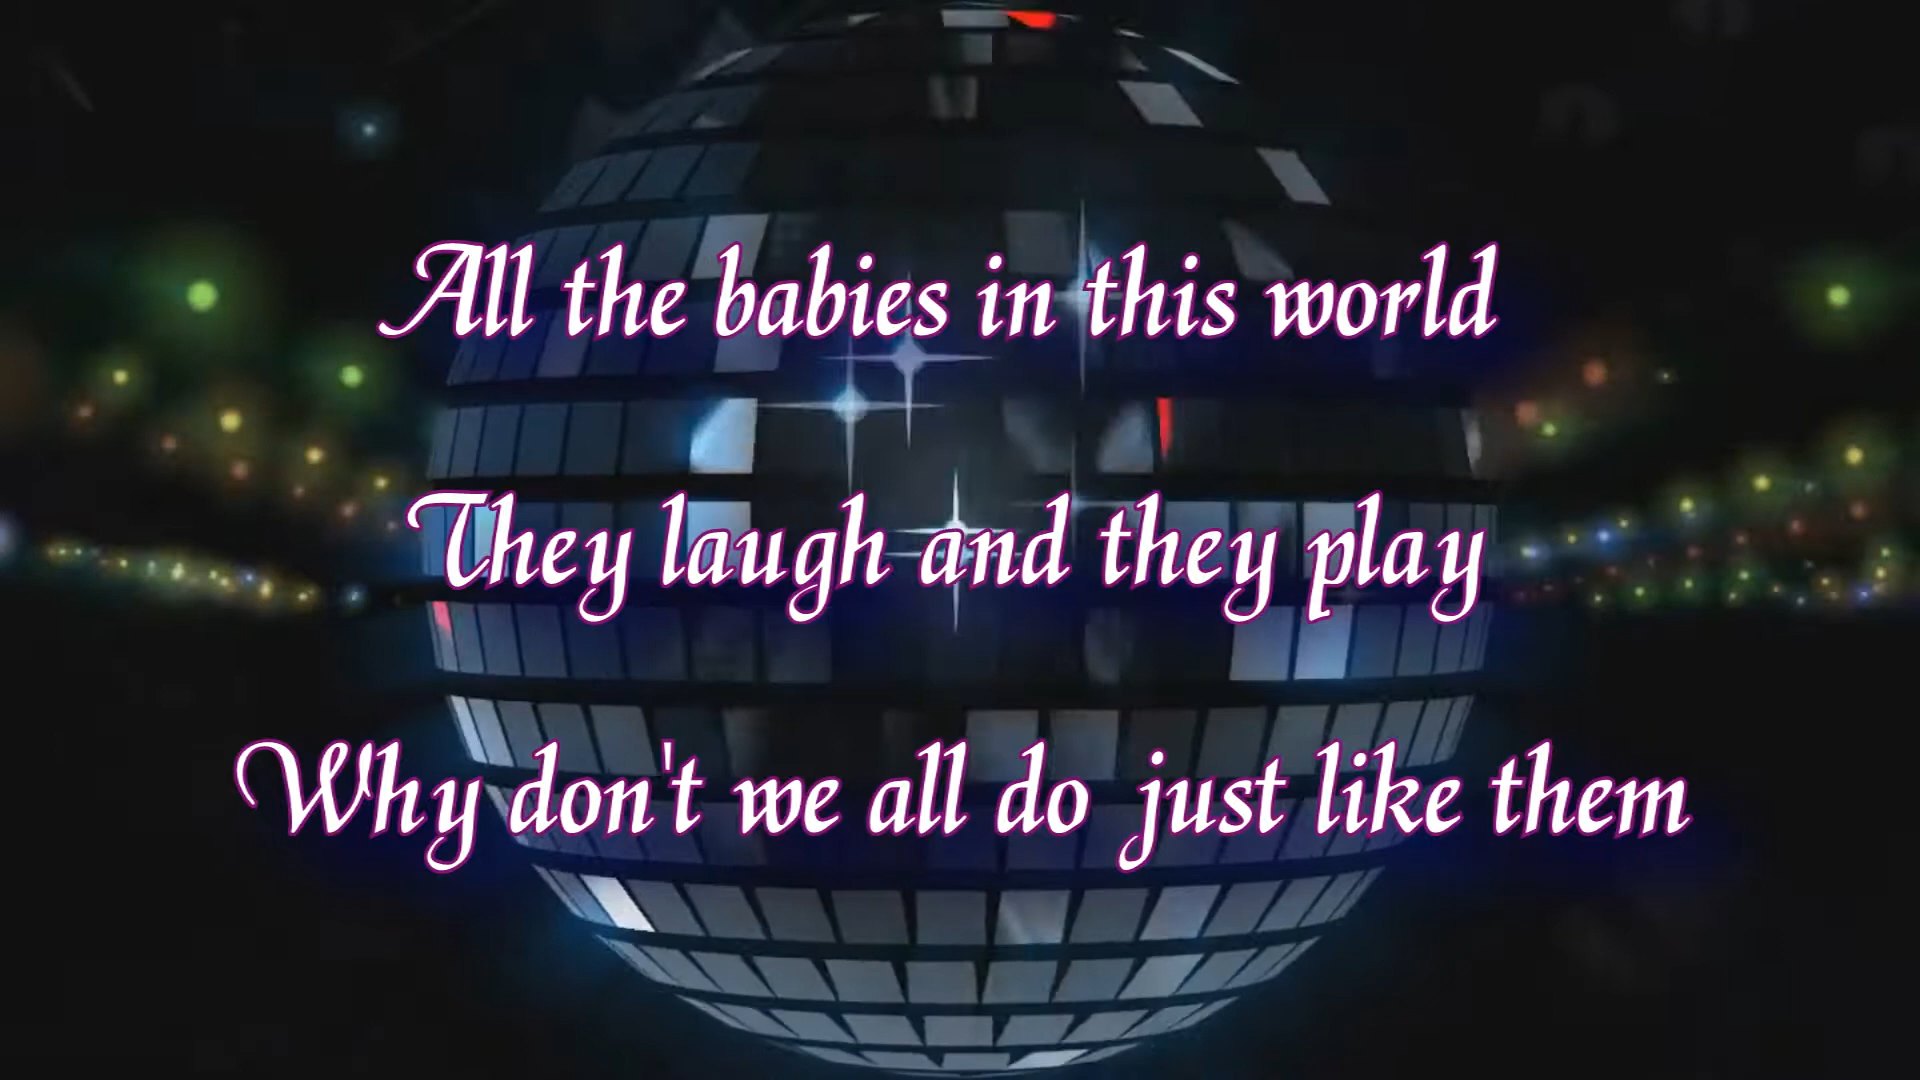 All the babies in this world
They laugh and they play
Why don't we all do just like them